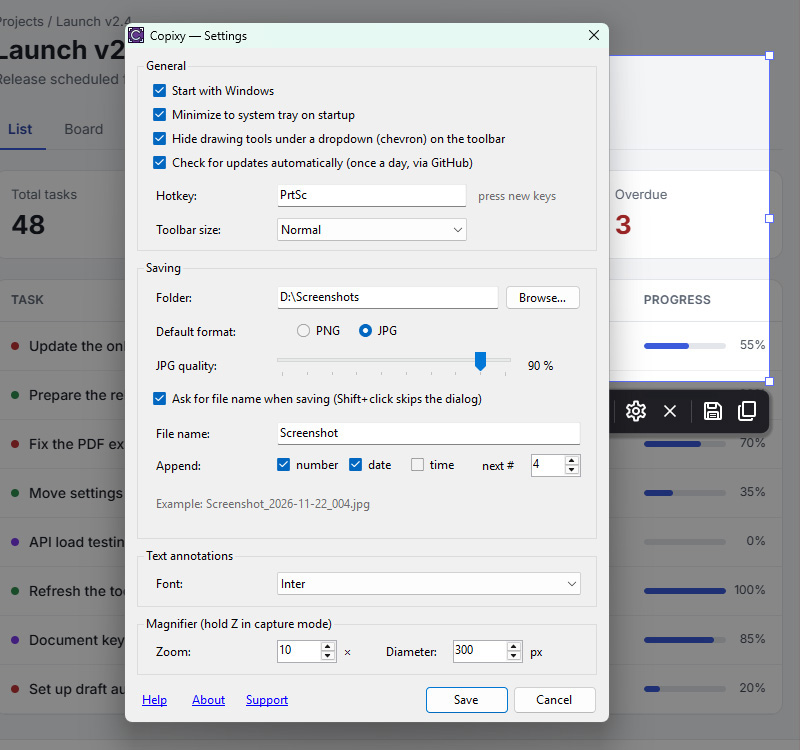 Projects / Launch v2.4
Launch v2
Release scheduled
List
Board
Total tasks
48
Overdue
3
TASK
PROGRESS
Update the on
55%
Prepare the re
Fix the PDF ex
70%
Move settings
35%
API load testin
0%
Refresh the to
100%
Document key
85%
Set up draft au
20%
Copixy — Settings
General
Start with Windows
Minimize to system tray on startup
Hide drawing tools under a dropdown (chevron) on the toolbar
Check for updates automatically (once a day, via GitHub)
Hotkey:
PrtSc
press new keys
Toolbar size:
Normal
Saving
Folder:
D:\Screenshots
Browse...
Default format:
PNG
JPG
JPG quality:
90 %
Ask for file name when saving (Shift+click skips the dialog)
File name:
Screenshot
Append:
number
date
time
next #
4
Example: Screenshot_2026-11-22_004.jpg
Text annotations
Font:
Inter
Magnifier (hold Z in capture mode)
Zoom:
10
×
Diameter:
300
px
Help
About
Support
Save
Cancel